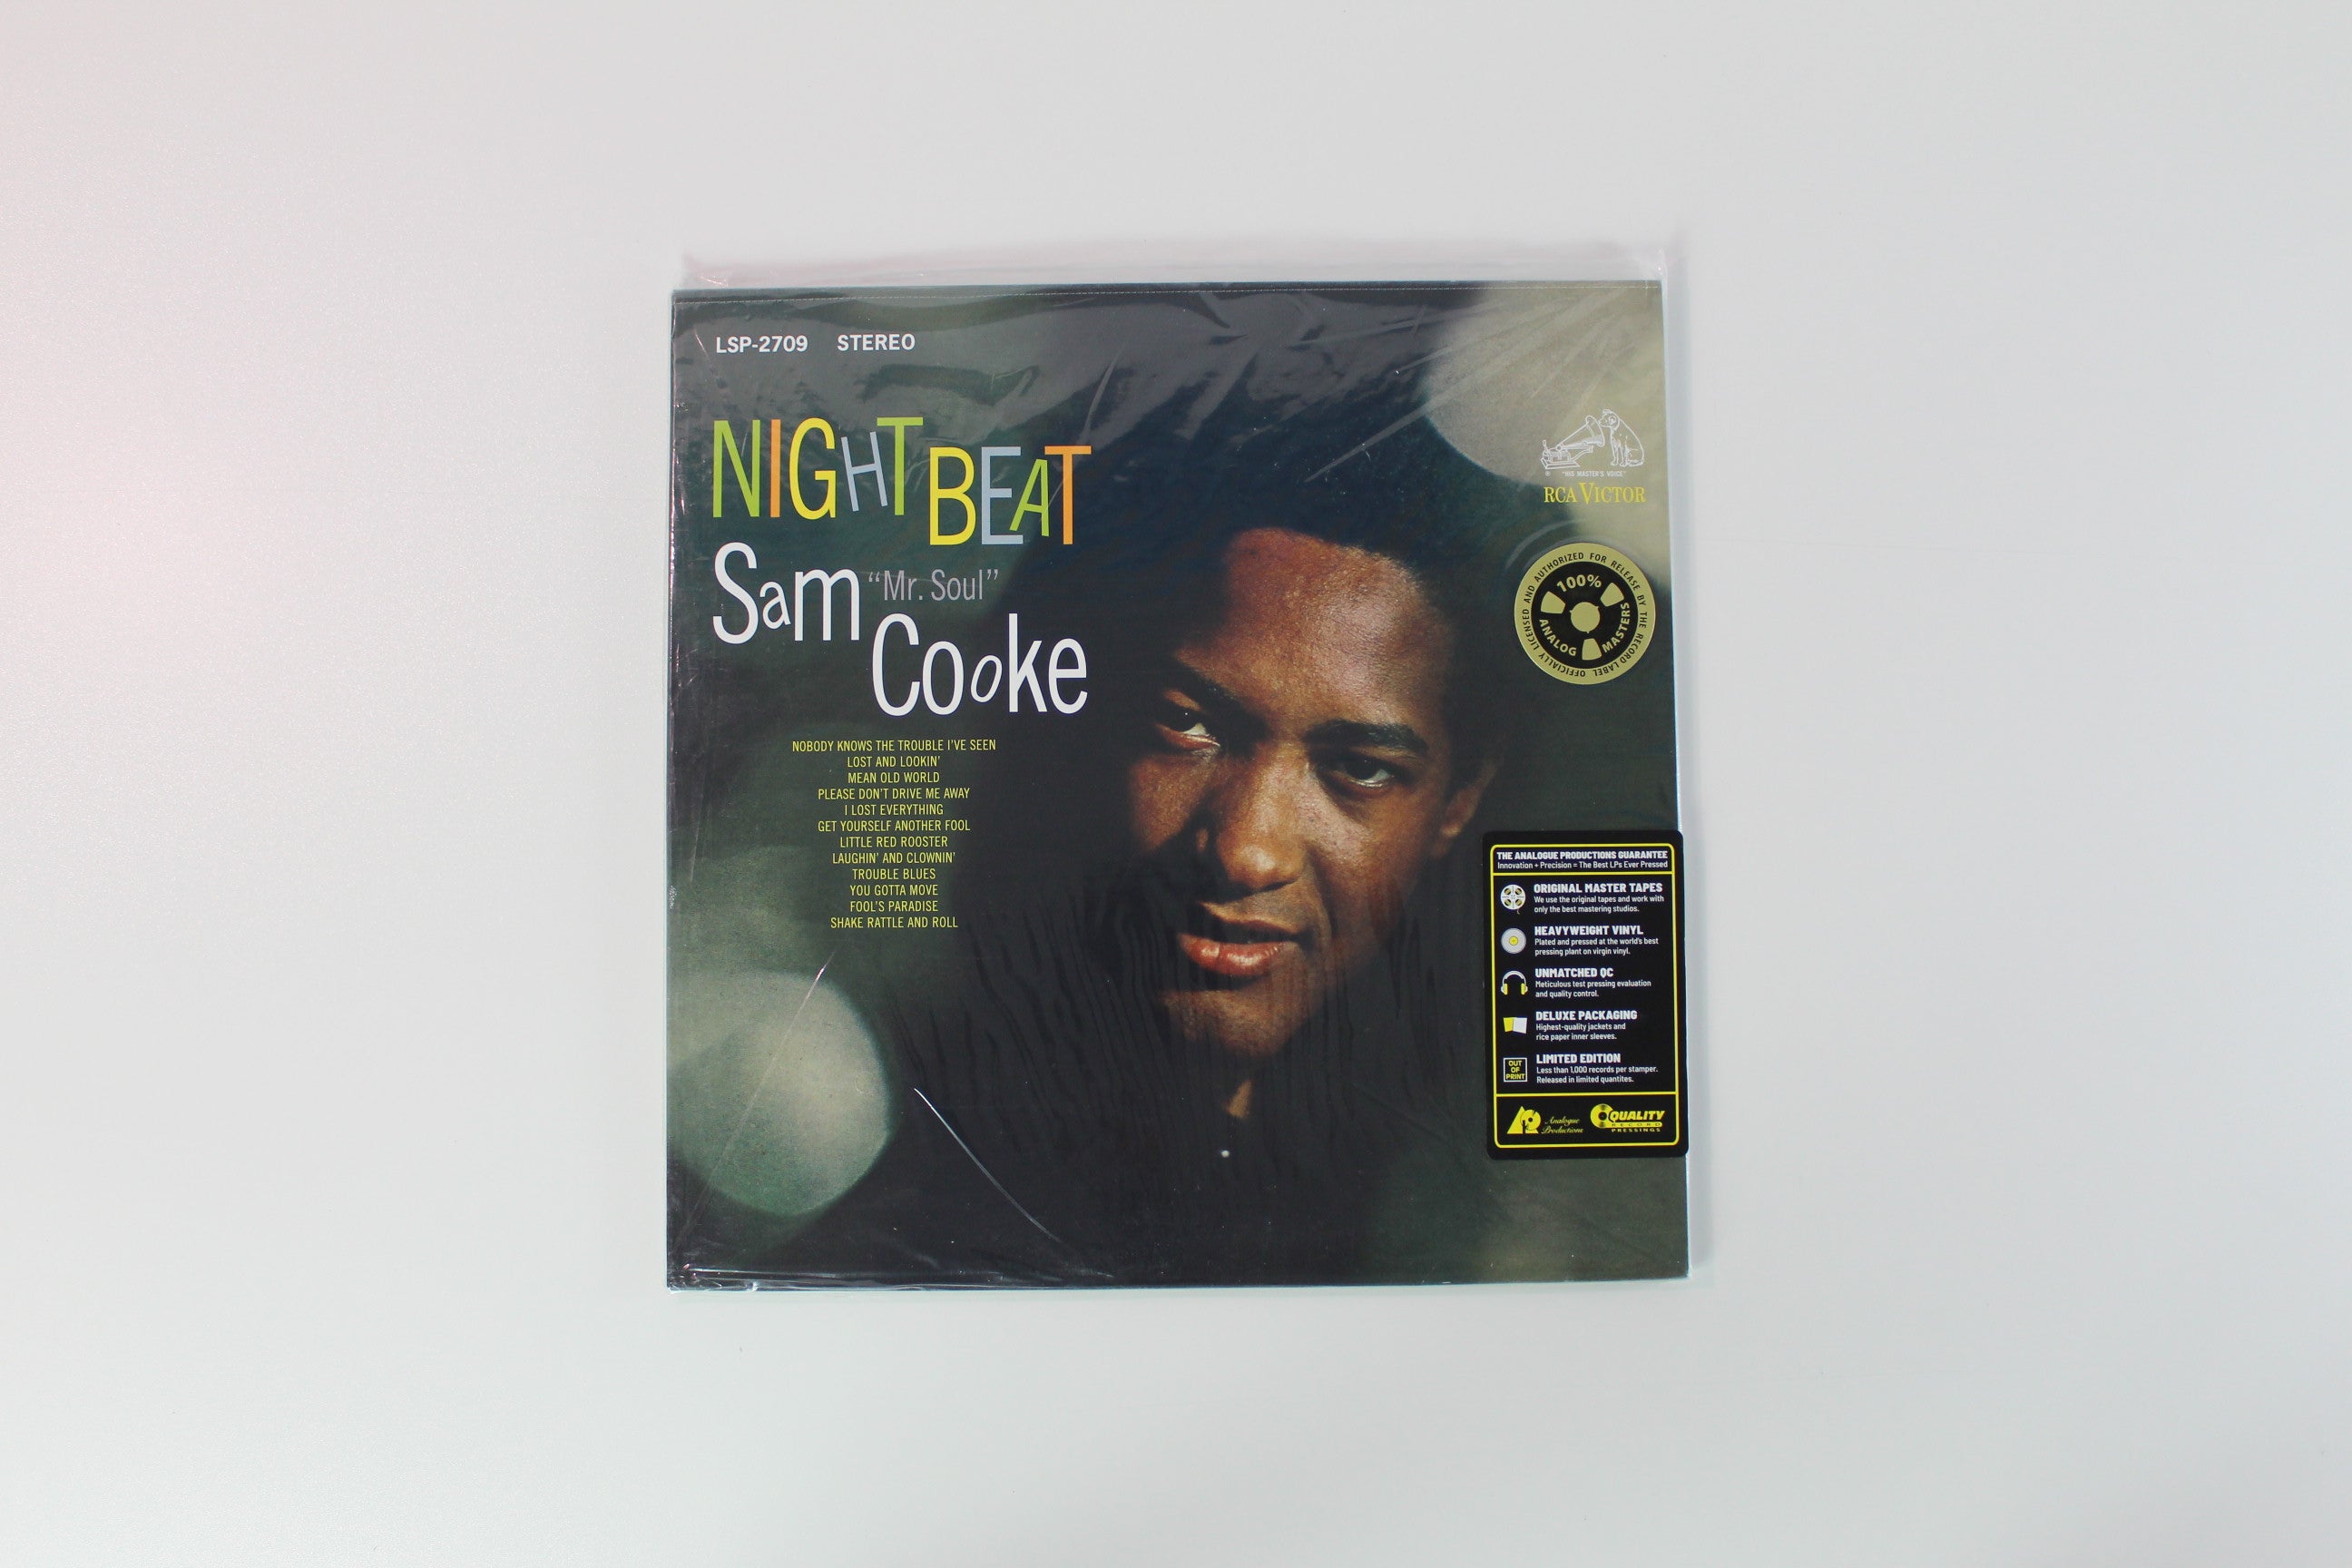 LSP-2709 STEREO
NIGHT BEAT
Sam "Mr. Soul"
Cooke
NOBODY KNOWS THE TROUBLE I'VE SEEN
LOST AND LOOKIN'
MEAN OLD WORLD
PLEASE DON'T DRIVE ME AWAY
I LOST EVERYTHING
GET YOURSELF ANOTHER FOOL
LITTLE RED ROOSTER
LAUGHIN' AND CLOWNIN'
TROUBLE BLUES
YOU GOTTA MOVE
FOOL'S PARADISE
SHAKE RATTLE AND ROLL
® "HIS MASTER'S VOICE"
RCA VICTOR
OFFICIALLY LICENSED AND AUTHORIZED FOR RELEASE BY THE RECORD LABEL
100%
ANALOG MASTERS
THE ANALOGUE PRODUCTIONS GUARANTEE
Innovation + Precision = The Best LPs Ever Pressed
ORIGINAL MASTER TAPES
We use the original tapes and work with
only the best mastering studios.
HEAVYWEIGHT VINYL
Plated and pressed at the world's best
pressing plant on virgin vinyl.
UNMATCHED QC
Meticulous test pressing evaluation
and quality control.
DELUXE PACKAGING
Highest-quality jackets and
rice paper inner sleeves.
OUT
OF
PRINT
LIMITED EDITION
Less than 1,000 records per stamper.
Released in limited quantites.
Analogue
Productions
QUALITY
RECORD
PRESSINGS